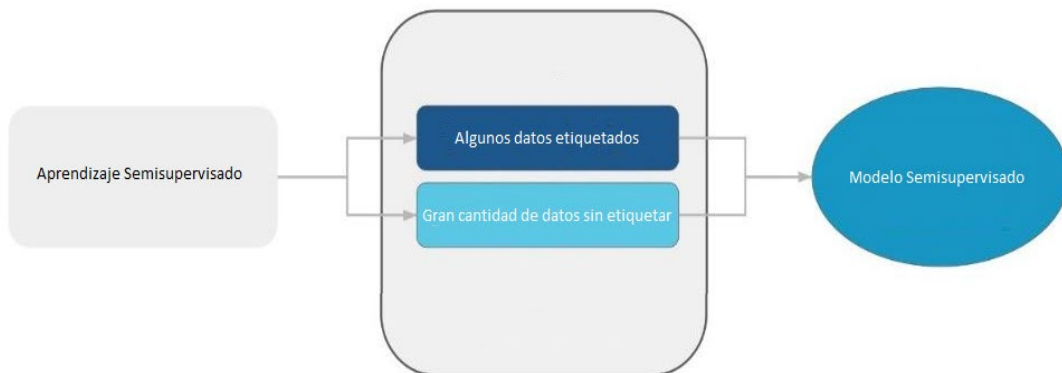 Aprendizaje Semisupervisado
Algunos datos etiquetados
Gran cantidad de datos sin etiquetar
Modelo Semisupervisado